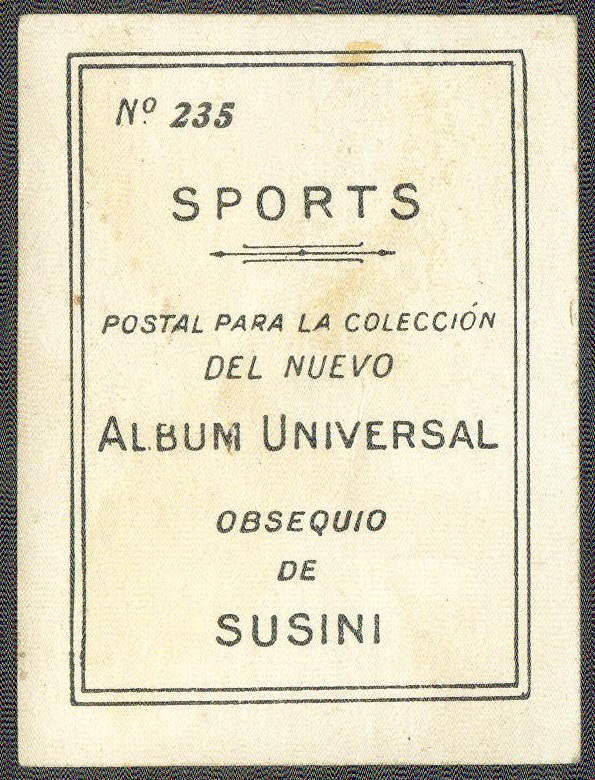 Nº 235
SPORTS
POSTAL PARA LA COLECCIÓN
DEL NUEVO
ALBUM UNIVERSAL
OBSEQUIO
DE
SUSINI